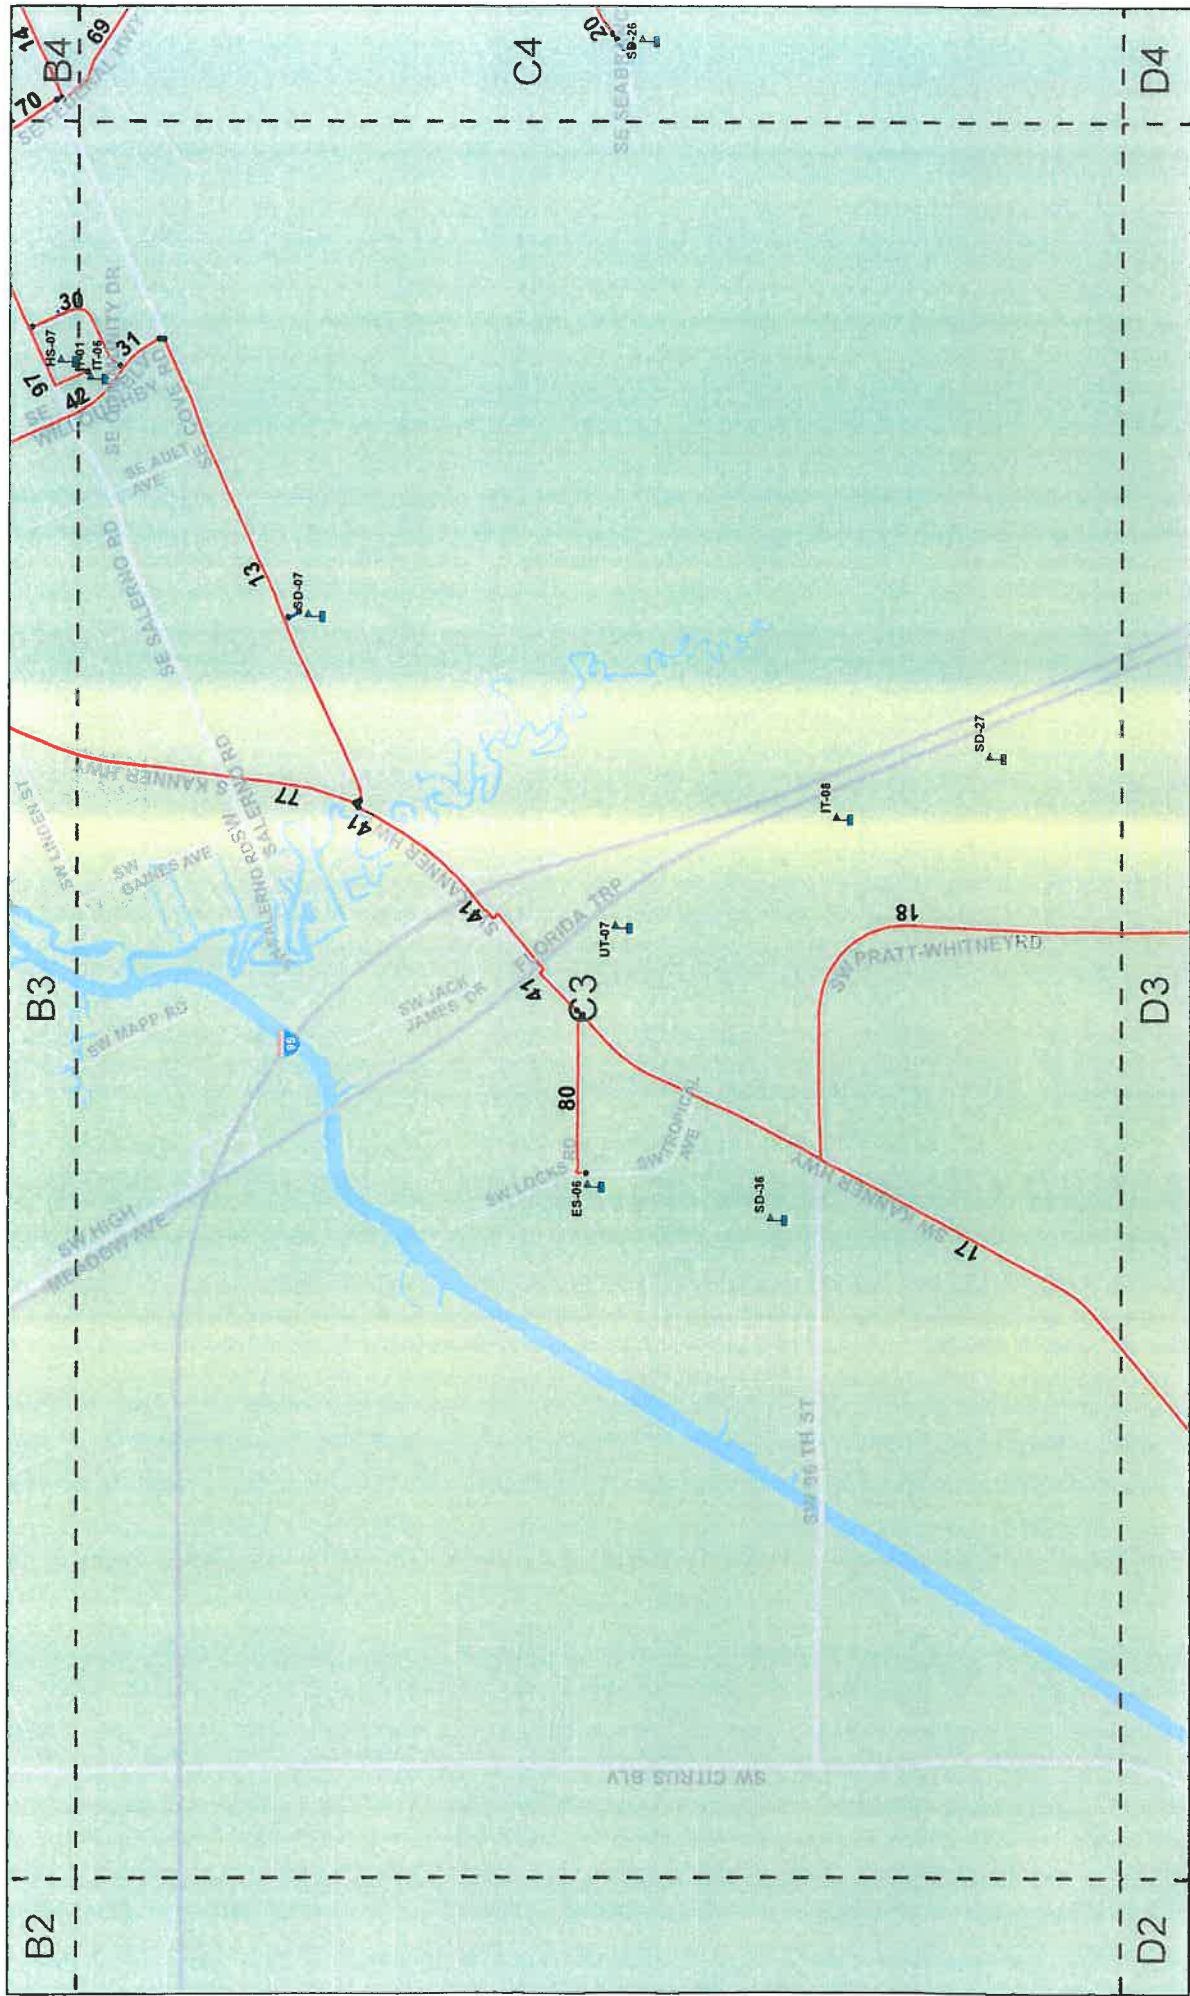 B2
B3
B4
C3
C4
D2
D3
D4
70
69
97
30
42
31
13
77
41
41
41
80
18
17
20
HS-07
IT-06
SD-07
SD-26
SD-27
IT-08
UT-07
ES-06
SD-36
SE FEDERAL HWY
SE SALERNO RD
SE COVE RD
SE AULT
AVE
S KANNER HWY
SW LINDEN ST
SW
GAINES AVE
SALERNO RD
SW MAPP RD
95
SW JACK
JAMES DR
FLORIDA TRP
SW HIGH
MEADOW AVE
SW LOCKS RD
SW TROPICAL
AVE
SW
PRATT-WHITNEY RD
SW KANNER HWY
SW 96 TH ST
SW CITRUS BLV